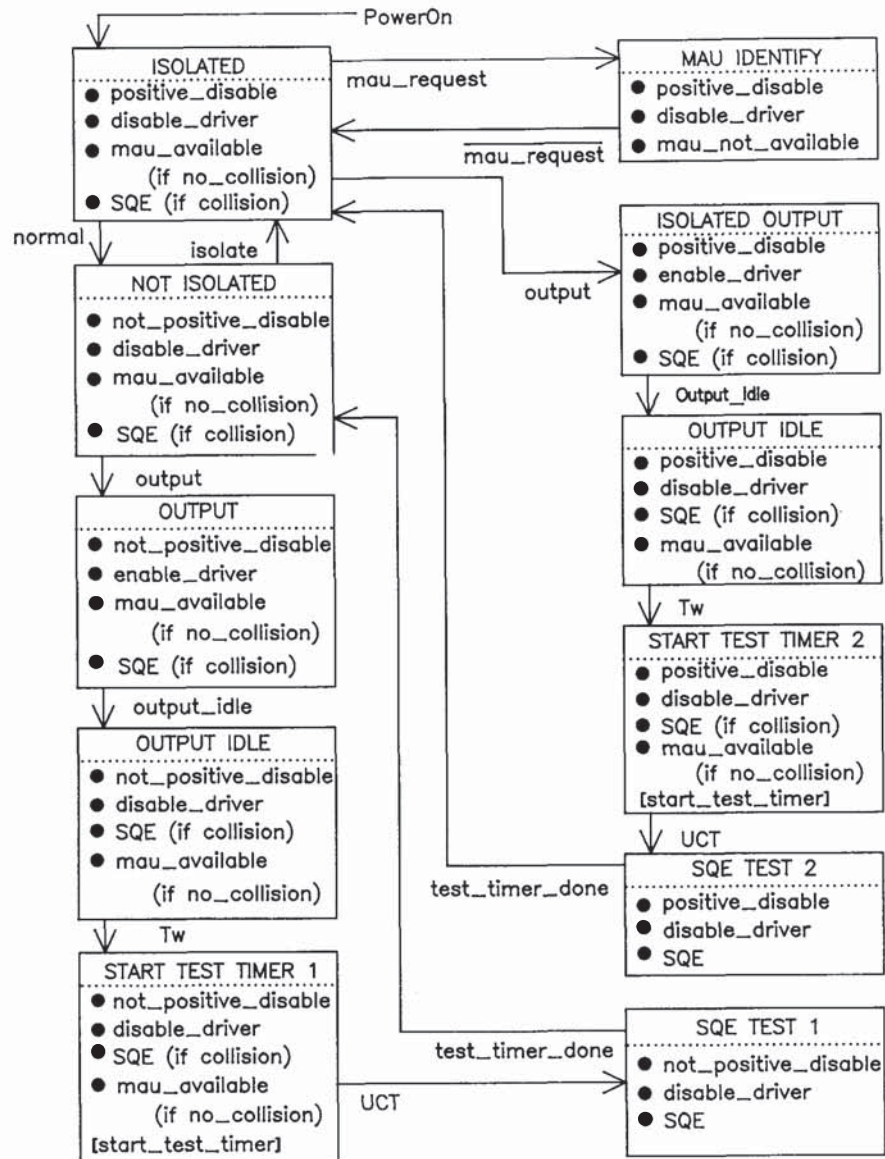 PowerOn
ISOLATED
● positive_disable
● disable_driver
● mau_available
(if no_collision)
● SQE (if collision)
mau_request
MAU IDENTIFY
● positive_disable
● disable_driver
● mau_not_available
mau_request
normal
isolate
output
ISOLATED OUTPUT
● positive_disable
● enable_driver
● mau_available
(if no_collision)
● SQE (if collision)
NOT ISOLATED
● not_positive_disable
● disable_driver
● mau_available
(if no_collision)
● SQE (if collision)
Output_Idle
OUTPUT IDLE
● positive_disable
● disable_driver
● SQE (if collision)
● mau_available
(if no_collision)
output
OUTPUT
● not_positive_disable
● enable_driver
● mau_available
(if no_collision)
● SQE (if collision)
Tw
START TEST TIMER 2
● positive_disable
● disable_driver
● SQE (if collision)
● mau_available
(if no_collision)
[start_test_timer]
output_idle
OUTPUT IDLE
● not_positive_disable
● disable_driver
● SQE (if collision)
● mau_available
(if no_collision)
UCT
SQE TEST 2
● positive_disable
● disable_driver
● SQE
test_timer_done
Tw
START TEST TIMER 1
● not_positive_disable
● disable_driver
● SQE (if collision)
● mau_available
(if no_collision)
[start_test_timer]
UCT
test_timer_done
SQE TEST 1
● not_positive_disable
● disable_driver
● SQE